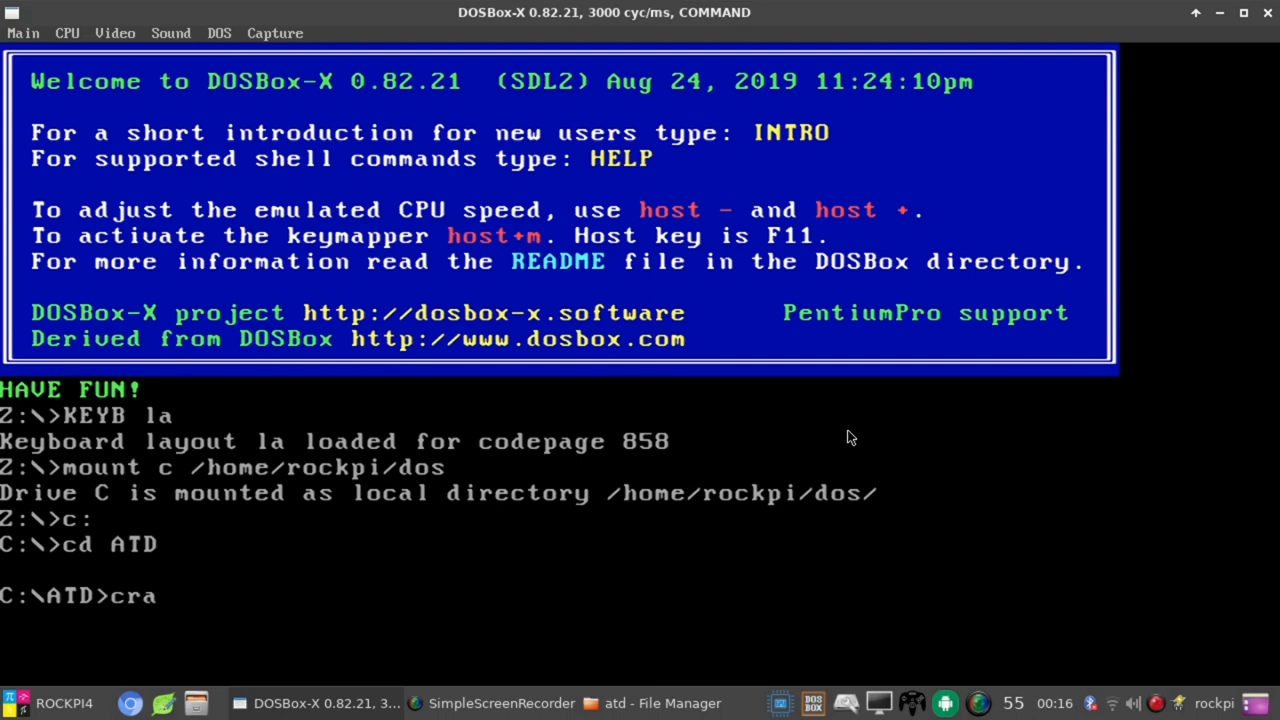 DOSBox-X 0.82.21, 3000 cyc/ms, COMMAND
Main CPU Video Sound DOS Capture
Welcome to DOSBox-X 0.82.21 (SDL2) Aug 24, 2019 11:24:10pm
For a short introduction for new users type: INTRO
For supported shell commands type: HELP
To adjust the emulated CPU speed, use host - and host +.
To activate the keymapper host+m. Host key is F11.
For more information read the README file in the DOSBox directory.
DOSBox-X project http://dosbox-x.software PentiumPro support
Derived from DOSBox http://www.dosbox.com
HAVE FUN!
Z:\>KEYB la
Keyboard layout la loaded for codepage 858
Z:\>mount c /home/rockpi/dos
Drive C is mounted as local directory /home/rockpi/dos/
Z:\>c:
C:\>cd ATD
C:\ATD>cra
ROCKPI4 DOSBox-X 0.82.21, 3... SimpleScreenRecorder atd - File Manager DOS BOX 55 00:16 rockpi